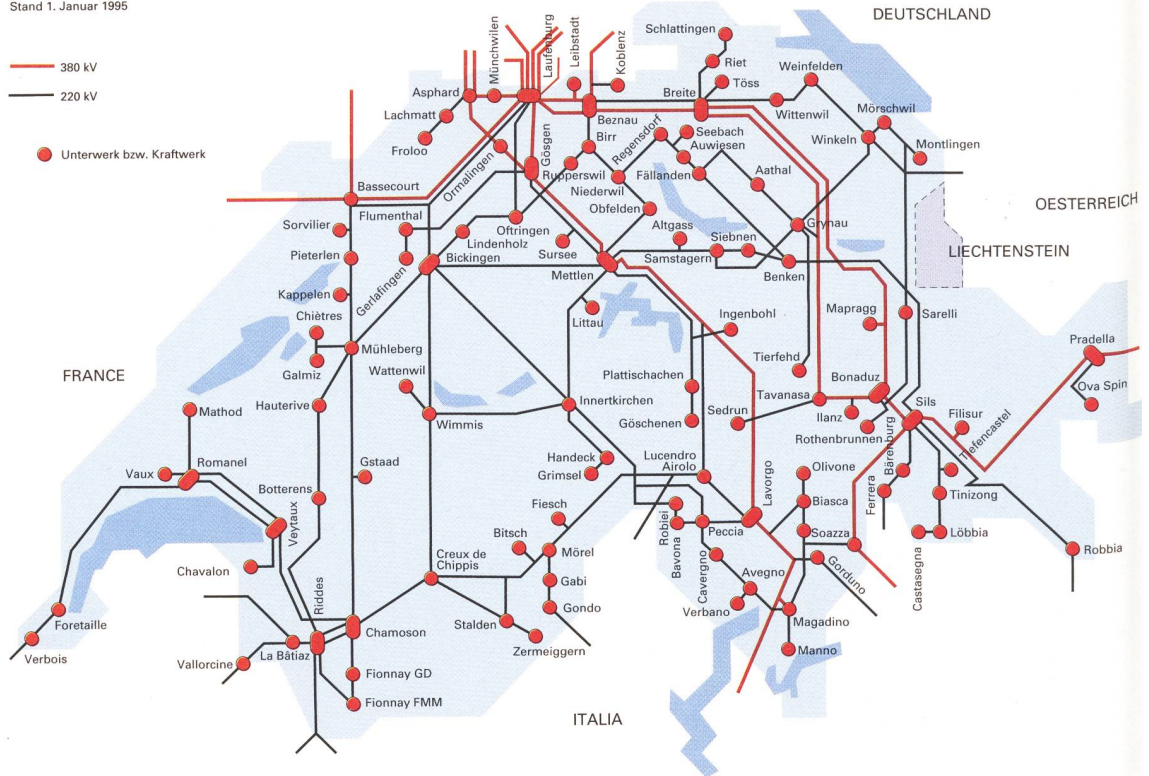 Stand 1. Januar 1995
380 kV
220 kV
Unterwerk bzw. Kraftwerk
DEUTSCHLAND
OESTERREICH
LIECHTENSTEIN
FRANCE
ITALIA
Münchwilen
Laufenburg
Leibstadt
Koblenz
Schlattingen
Riet
Töss
Weinfelden
Asphard
Breite
Wittenwil
Mörschwil
Lachmatt
Beznau
Froloo
Birr
Regensdorf
Seebach
Auwiesen
Winkeln
Montlingen
Ormalingen
Gösgen
Rupperswil
Fällanden
Aathal
Bassecourt
Niederwil
Obfelden
Sorvilier
Flumenthal
Oftringen
Altgass
Grynau
Lindenholz
Siebnen
Pieterlen
Bickingen
Sursee
Mettlen
Samstagern
Benken
Gerlafingen
Kappelen
Chiètres
Littau
Ingenbohl
Mapragg
Sarelli
Mühleberg
Galmiz
Wattenwil
Plattischachen
Tierfehd
Bonaduz
Pradella
Ova Spin
Mathod
Hauterive
Wimmis
Innertkirchen
Göschenen
Sedrun
Tavanasa
Ilanz
Rothenbrunnen
Sils
Filisur
Tiefencastel
Bärenburg
Vaux
Romanel
Gstaad
Handeck
Grimsel
Lucendro
Airolo
Lavorgo
Olivone
Biasca
Ferrera
Tinizong
Botterens
Fiesch
Veytaux
Bitsch
Mörel
Robiei
Bavona
Peccia
Soazza
Löbbia
Castasegna
Robbia
Chavalon
Creux de
Chippis
Gabi
Cavergno
Avegno
Gorduno
Riddes
Gondo
Verbano
Magadino
Foretaille
Stalden
Zermeiggern
Verbois
Chamoson
Manno
La Bâtiaz
Vallorcine
Fionnay GD
Fionnay FMM